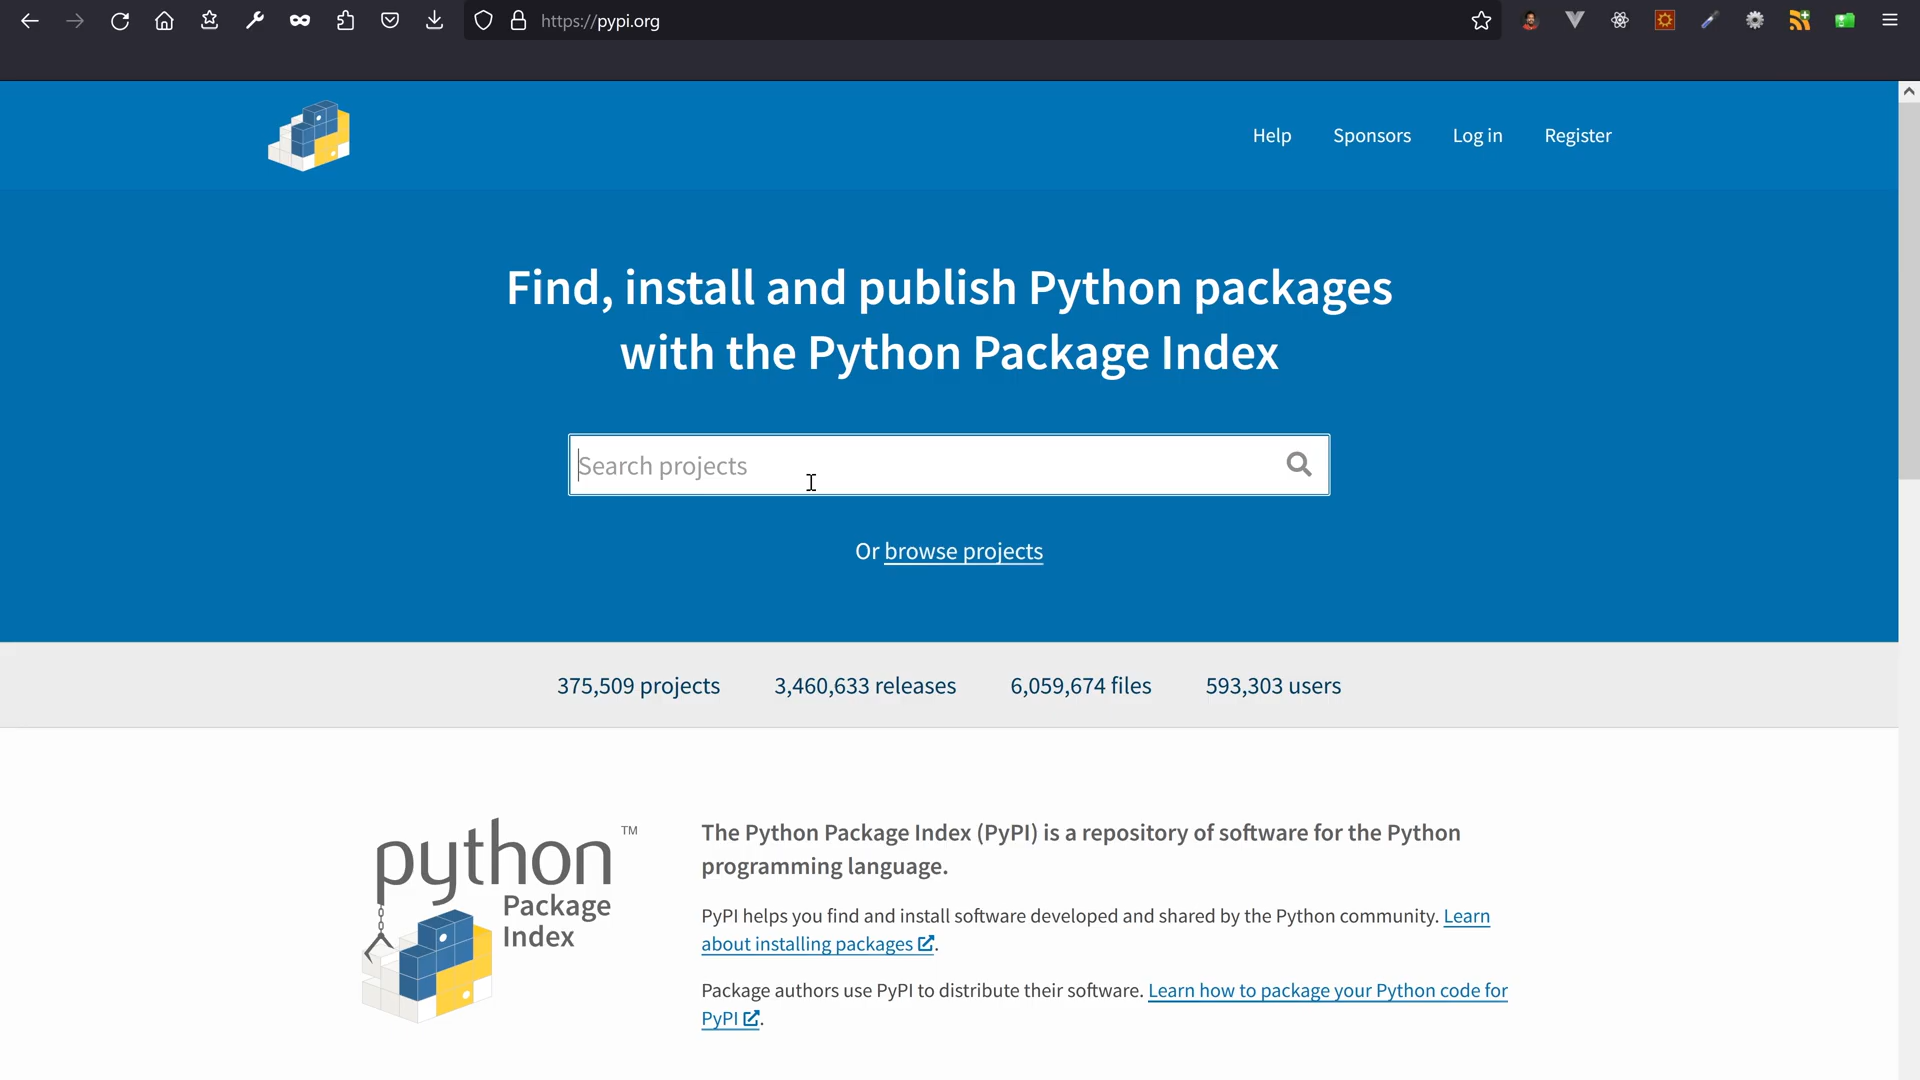 https://pypi.org
Help Sponsors Log in Register
Find, install and publish Python packages
with the Python Package Index
Search projects
Or browse projects
375,509 projects 3,460,633 releases 6,059,674 files 593,303 users
python™
Package
Index
The Python Package Index (PyPI) is a repository of software for the Python
programming language.
PyPI helps you find and install software developed and shared by the Python community. Learn
about installing packages.
Package authors use PyPI to distribute their software. Learn how to package your Python code for
PyPI.